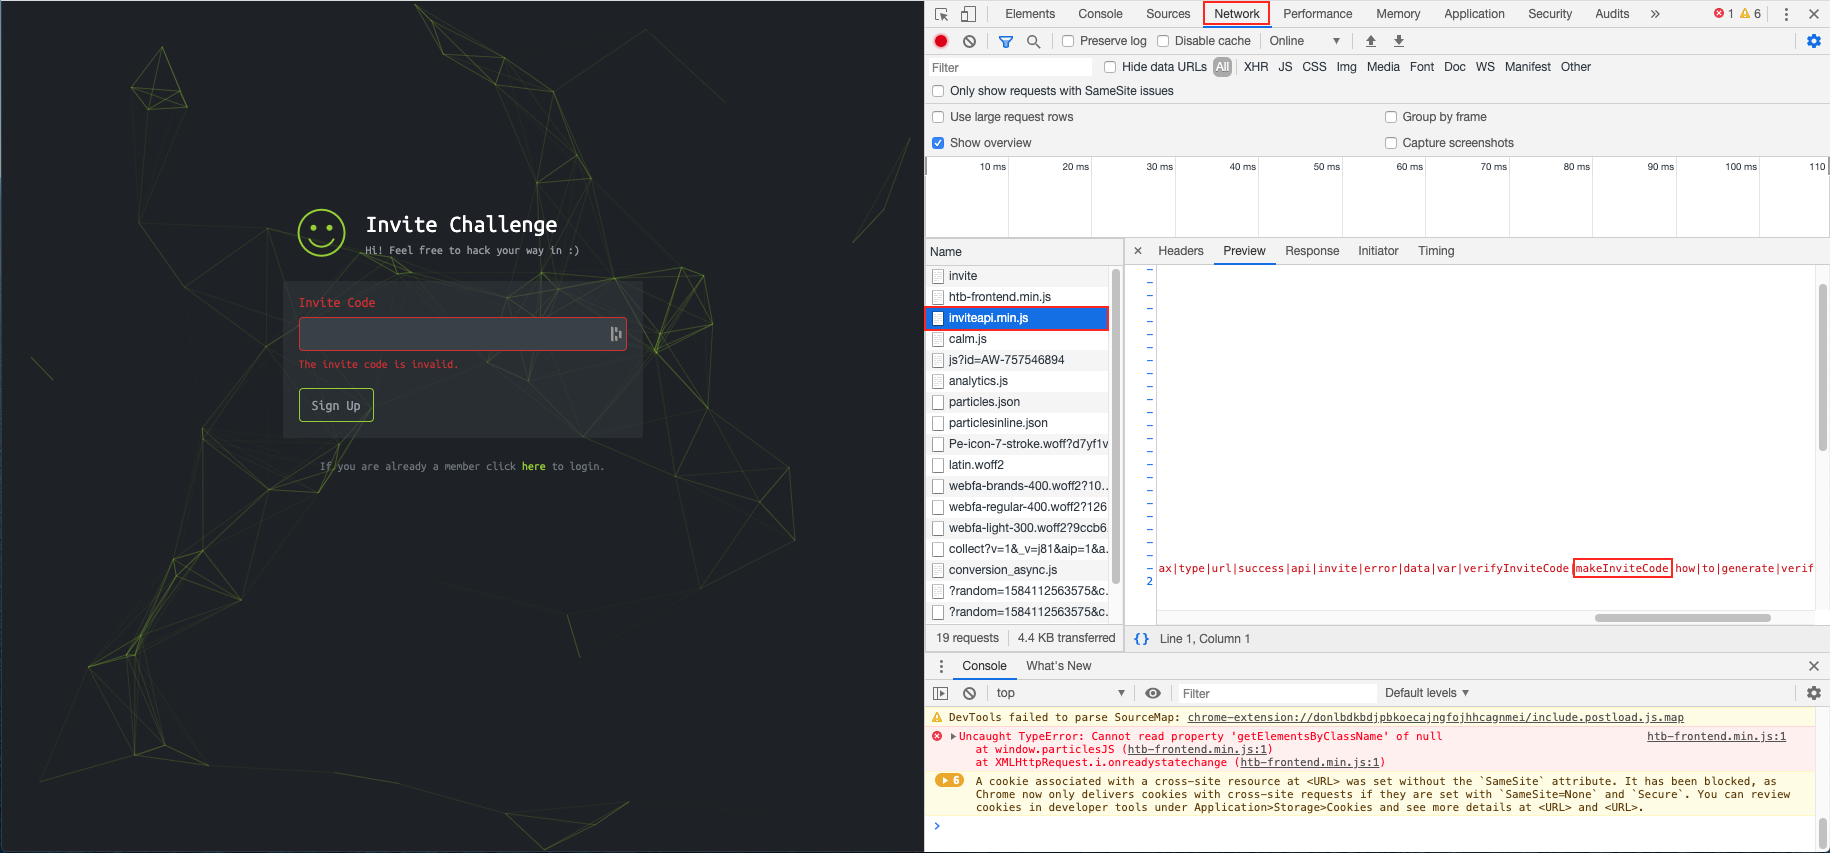 Invite Challenge
Hi! Feel free to hack your way in :)
Invite Code
The invite code is invalid.
Sign Up
If you are already a member click here to login.
Elements Console Sources Network Performance Memory Application Security Audits » 1 6
Preserve log Disable cache Online
Filter Hide data URLs All XHR JS CSS Img Media Font Doc WS Manifest Other
Only show requests with SameSite issues
Use large request rows Group by frame
Show overview Capture screenshots
10 ms 20 ms 30 ms 40 ms 50 ms 60 ms 70 ms 80 ms 90 ms 100 ms 110
Name
invite
htb-frontend.min.js
inviteapi.min.js
calm.js
js?id=AW-757546894
analytics.js
particles.json
particlesinline.json
Pe-icon-7-stroke.woff?d7yf1v
latin.woff2
webfa-brands-400.woff2?10..
webfa-regular-400.woff2?126
webfa-light-300.woff2?9ccb6
collect?v=1&_v=j81&aip=1&a.
conversion_async.js
?random=1584112563575&c.
?random=1584112563575&c.
19 requests 4.4 KB transferred
× Headers Preview Response Initiator Timing
ax|type|url|success|api|invite|error|data|var|verifyInviteCode|makeInviteCode|how|to|generate|verif
2
{} Line 1, Column 1
Console What's New
top Filter Default levels
DevTools failed to parse SourceMap: chrome-extension://donlbdkbdjpbkoecajngfojhhcagnmei/include.postload.js.map
Uncaught TypeError: Cannot read property 'getElementsByClassName' of null htb-frontend.min.js:1
at window.particlesJS (htb-frontend.min.js:1)
at XMLHttpRequest.i.onreadystatechange (htb-frontend.min.js:1)
6 A cookie associated with a cross-site resource at <URL> was set without the `SameSite` attribute. It has been blocked, as
Chrome now only delivers cookies with cross-site requests if they are set with `SameSite=None` and `Secure`. You can review
cookies in developer tools under Application>Storage>Cookies and see more details at <URL> and <URL>.
>